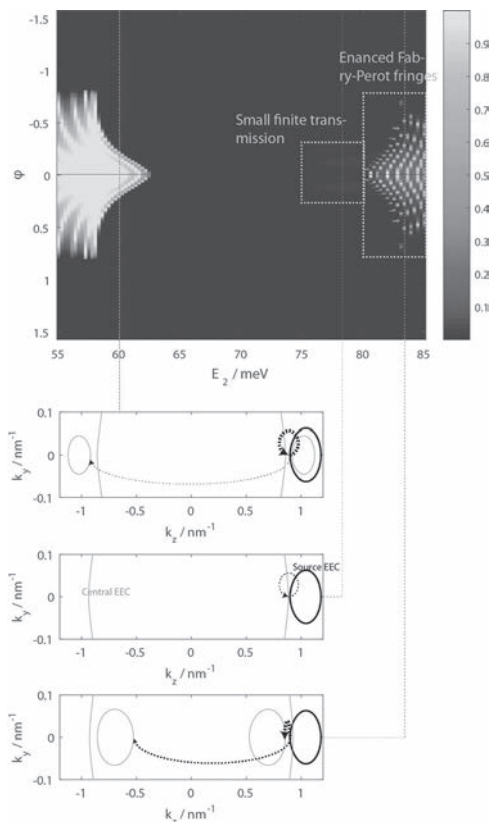 -1.5
-1
-0.5
0
0.5
1
1.5
φ
Enanced Fab-
ry-Perot fringes
Small finite trans-
mission
0.9
0.8
0.7
0.6
0.5
0.4
0.3
0.2
0.1
55 60 65 70 75 80 85
E_2 / meV
0.1
0
-0.1
k_y / nm^-1
-1 -0.5 0 0.5 1
k_z / nm^-1
0.1
0
-0.1
k_y / nm^-1
Central EEC
Source EEC
-1 -0.5 0 0.5 1
k_z / nm^-1
0.1
0
-0.1
k_y / nm^-1
-1 -0.5 0 0.5 1
k_z / nm^-1